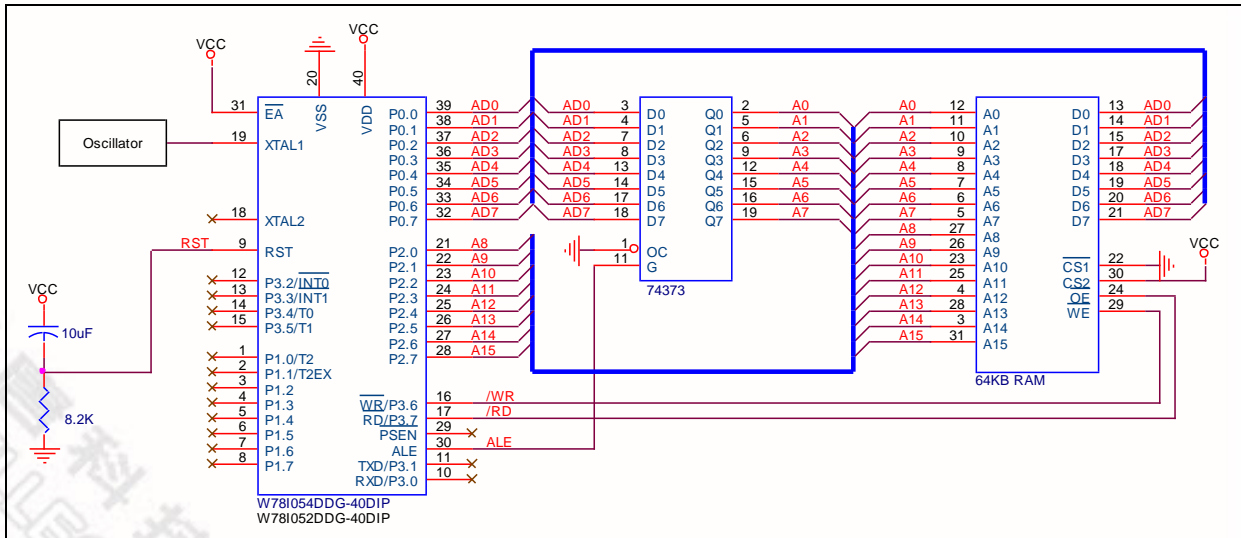 VCC
VCC
Oscillator
31 EA
19 XTAL1
18 XTAL2
RST 9 RST
12 P3.2/INT0
13 P3.3/INT1
14 P3.4/T0
15 P3.5/T1
1 P1.0/T2
2 P1.1/T2EX
3 P1.2
4 P1.3
5 P1.4
6 P1.5
7 P1.6
8 P1.7
20 VSS
40 VDD
P0.0 39 AD0
P0.1 38 AD1
P0.2 37 AD2
P0.3 36 AD3
P0.4 35 AD4
P0.5 34 AD5
P0.6 33 AD6
P0.7 32 AD7
P2.0 21 A8
P2.1 22 A9
P2.2 23 A10
P2.3 24 A11
P2.4 25 A12
P2.5 26 A13
P2.6 27 A14
P2.7 28 A15
WR/P3.6 16 /WR
RD/P3.7 17 /RD
PSEN 29
ALE 30 ALE
TXD/P3.1 11
RXD/P3.0 10
W78I054DDG-40DIP
W78I052DDG-40DIP
VCC
10uF
8.2K
AD0 3 D0 Q0 2 A0
AD1 4 D1 Q1 5 A1
AD2 7 D2 Q2 6 A2
AD3 8 D3 Q3 9 A3
AD4 13 D4 Q4 12 A4
AD5 14 D5 Q5 15 A5
AD6 17 D6 Q6 16 A6
AD7 18 D7 Q7 19 A7
1 OC
11 G
74373
A0 12 A0 D0 13 AD0
A1 11 A1 D1 14 AD1
A2 10 A2 D2 15 AD2
A3 9 A3 D3 17 AD3
A4 8 A4 D4 18 AD4
A5 7 A5 D5 19 AD5
A6 6 A6 D6 20 AD6
A7 5 A7 D7 21 AD7
A8 27 A8
A9 26 A9
A10 23 A10 CS1 22
A11 25 A11 CS2 30
A12 4 A12 OE 24
A13 28 A13 WE 29
A14 3 A14
A15 31 A15
VCC
64KB RAM